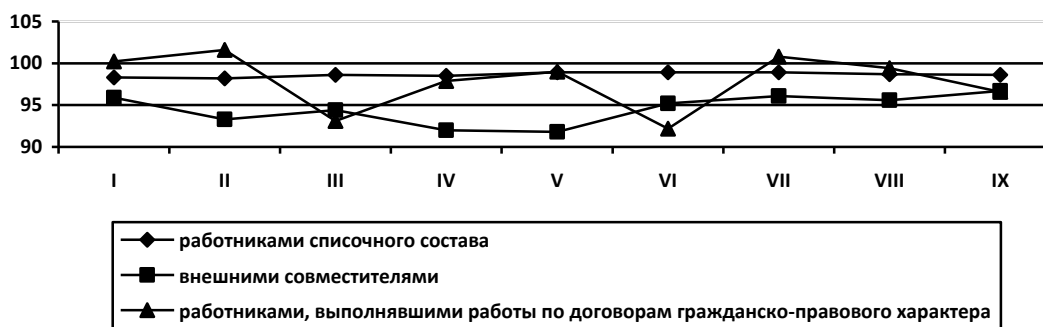 105
100
95
90
I II III IV V VI VII VIII IX
работниками списочного состава
внешними совместителями
работниками, выполнявшими работы по договорам гражданско-правового характера